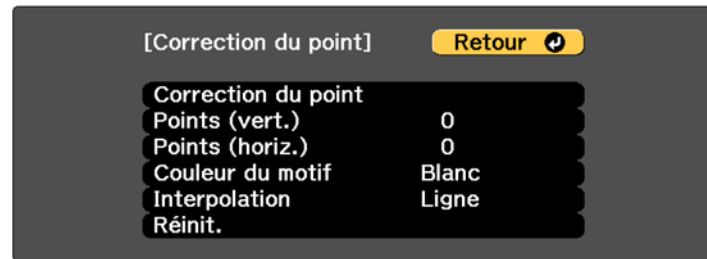 [Correction du point] Retour
Correction du point
Points (vert.) 0
Points (horiz.) 0
Couleur du motif Blanc
Interpolation Ligne
Réinit.